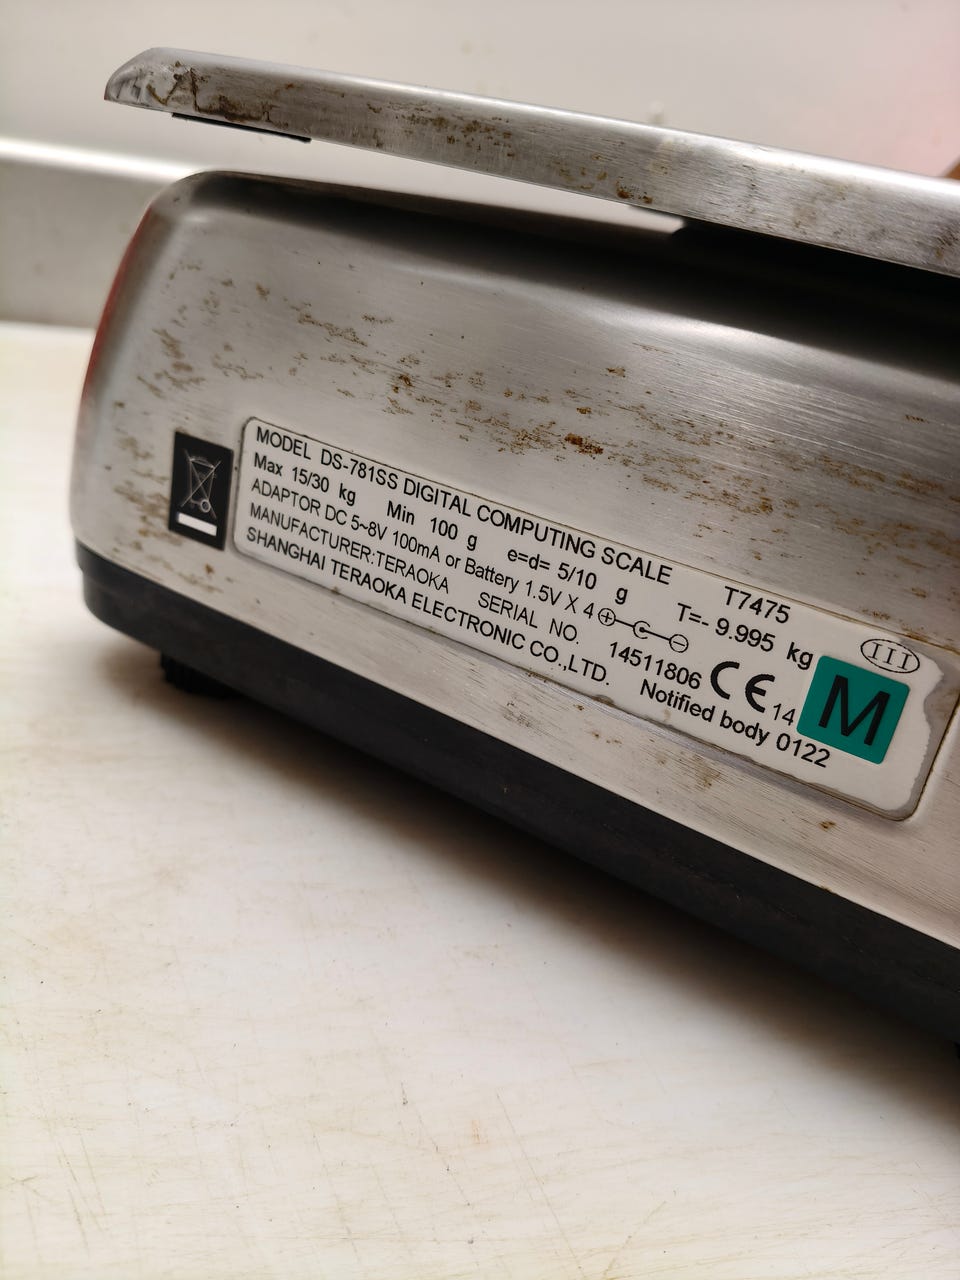 MODEL DS-781SS DIGITAL COMPUTING SCALE T7475
Max 15/30 kg Min 100 g e=d= 5/10 g T=- 9.995 kg III
ADAPTOR DC 5~8V 100mA or Battery 1.5V X 4 ⊕ ⊖
MANUFACTURER:TERAOKA SERIAL NO. 14511806 CE 14 M
SHANGHAI TERAOKA ELECTRONIC CO.,LTD. Notified body 0122